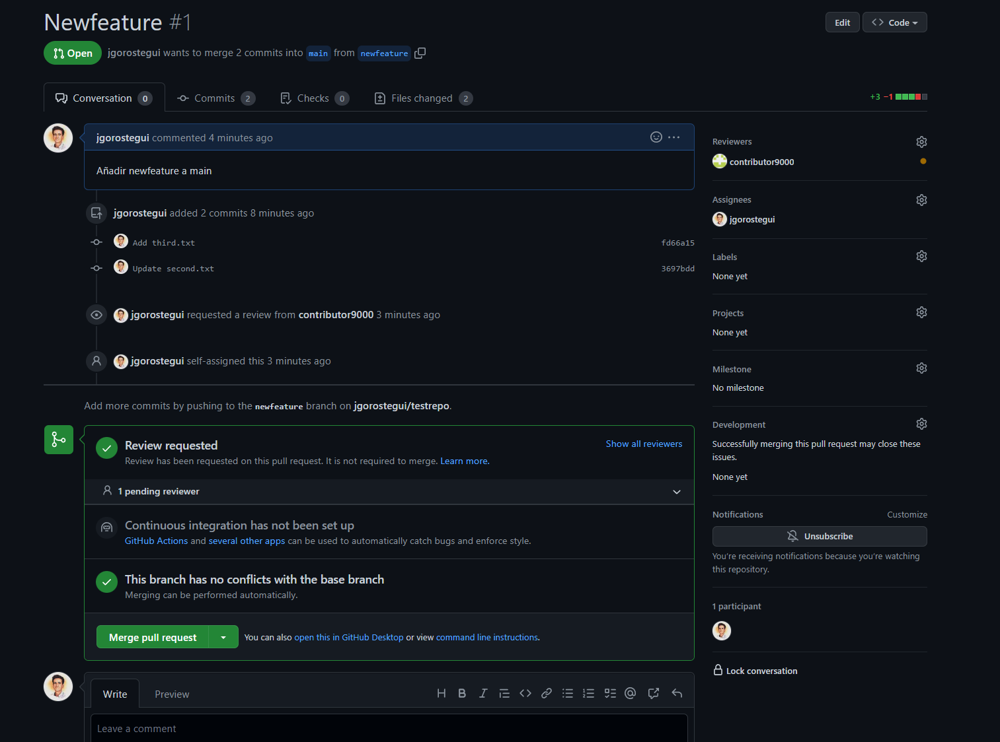 Newfeature #1
Edit
Code
Open
jgorostegui wants to merge 2 commits into main from newfeature
Conversation 0
Commits 2
Checks 0
Files changed 2
+3 −1
jgorostegui commented 4 minutes ago
Añadir newfeature a main
jgorostegui added 2 commits 8 minutes ago
Add third.txt
fd66a15
Update second.txt
3697bdd
jgorostegui requested a review from contributor9000 3 minutes ago
jgorostegui self-assigned this 3 minutes ago
Add more commits by pushing to the newfeature branch on jgorostegui/testrepo.
Review requested
Show all reviewers
Review has been requested on this pull request. It is not required to merge. Learn more.
1 pending reviewer
Continuous integration has not been set up
GitHub Actions and several other apps can be used to automatically catch bugs and enforce style.
This branch has no conflicts with the base branch
Merging can be performed automatically.
Merge pull request
You can also open this in GitHub Desktop or view command line instructions.
Write
Preview
Leave a comment
Reviewers
contributor9000
Assignees
jgorostegui
Labels
None yet
Projects
None yet
Milestone
No milestone
Development
Successfully merging this pull request may close these
issues.
None yet
Notifications
Customize
Unsubscribe
You're receiving notifications because you're watching
this repository.
1 participant
Lock conversation